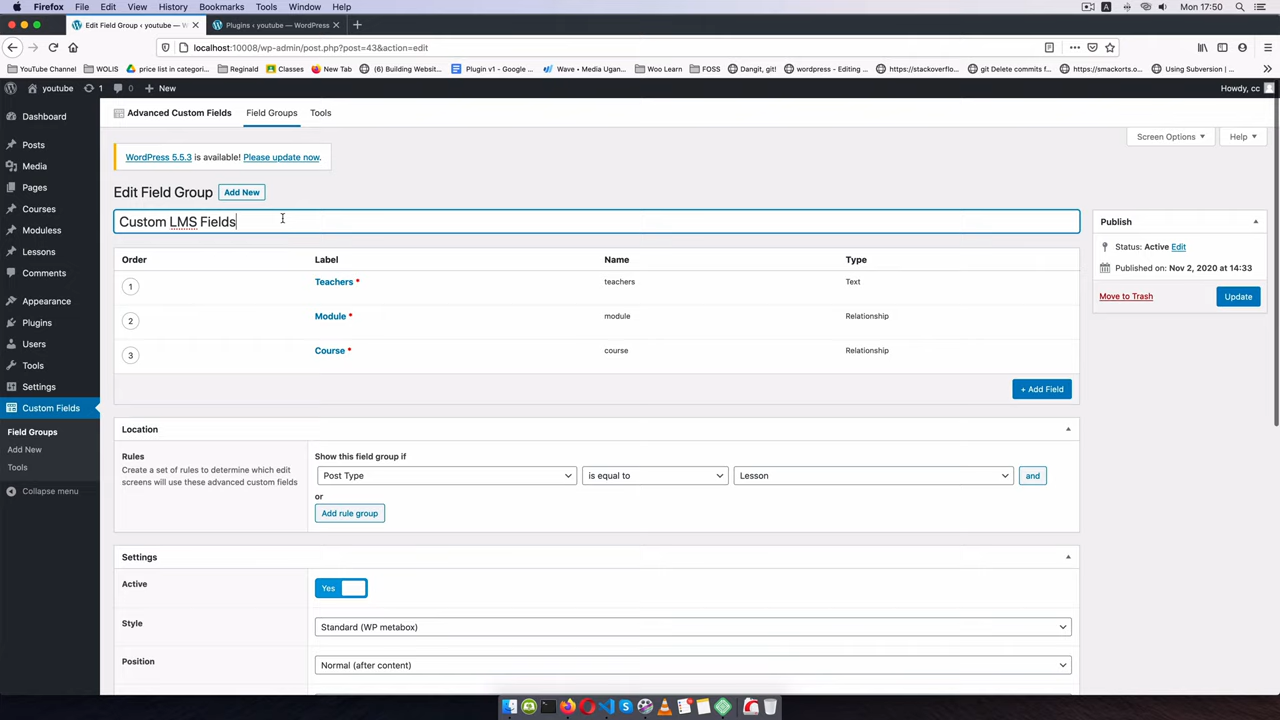 Firefox File Edit View History Bookmarks Tools Window Help Mon 17:50
Edit Field Group ‹ youtube — W Plugins ‹ youtube — WordPress
localhost:10008/wp-admin/post.php?post=43&action=edit
YouTube Channel WOLIS price list in categori... Reginald Classes New Tab (6) Building Websit... Plugin v1 - Google ... Wave • Media Ugan... Woo Learn FOSS Dangit, git! wordpress - Editing ... https://stackoverflo... git Delete commits f... https://smackorts.o... Using Subversion (...
youtube 1 0 New Howdy, cc
Dashboard
Posts
Media
Pages
Courses
Moduless
Lessons
Comments
Appearance
Plugins
Users
Tools
Settings
Custom Fields
Field Groups
Add New
Tools
Collapse menu
Advanced Custom Fields Field Groups Tools
Screen Options Help
WordPress 5.5.3 is available! Please update now.
Edit Field Group Add New
Custom LMS Fields
Order Label Name Type
1 Teachers * teachers Text
2 Module * module Relationship
3 Course * course Relationship
+ Add Field
Location
Rules
Create a set of rules to determine which edit
screens will use these advanced custom fields
Show this field group if
Post Type is equal to Lesson and
or
Add rule group
Settings
Active Yes
Style Standard (WP metabox)
Position Normal (after content)
Publish
Status: Active Edit
Published on: Nov 2, 2020 at 14:33
Move to Trash Update